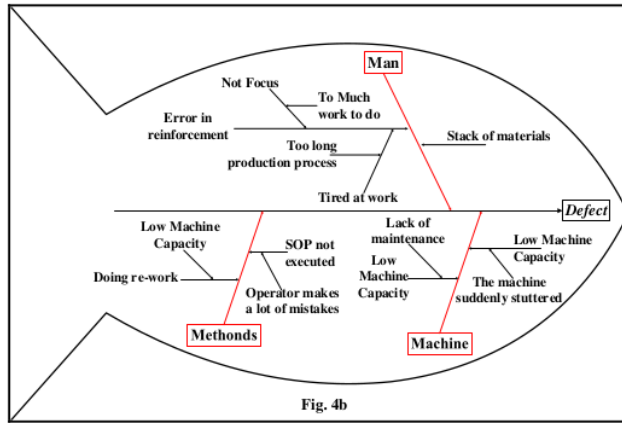 Man
Not Focus
To Much
work to do
Error in
reinforcement
Stack of materials
Too long
production process
Tired at work
Defect
Low Machine
Capacity
SOP not
executed
Doing re-work
Operator makes
a lot of mistakes
Methonds
Lack of
maintenance
Low
Machine
Capacity
Low Machine
Capacity
The machine
suddenly stuttered
Machine
Fig. 4b